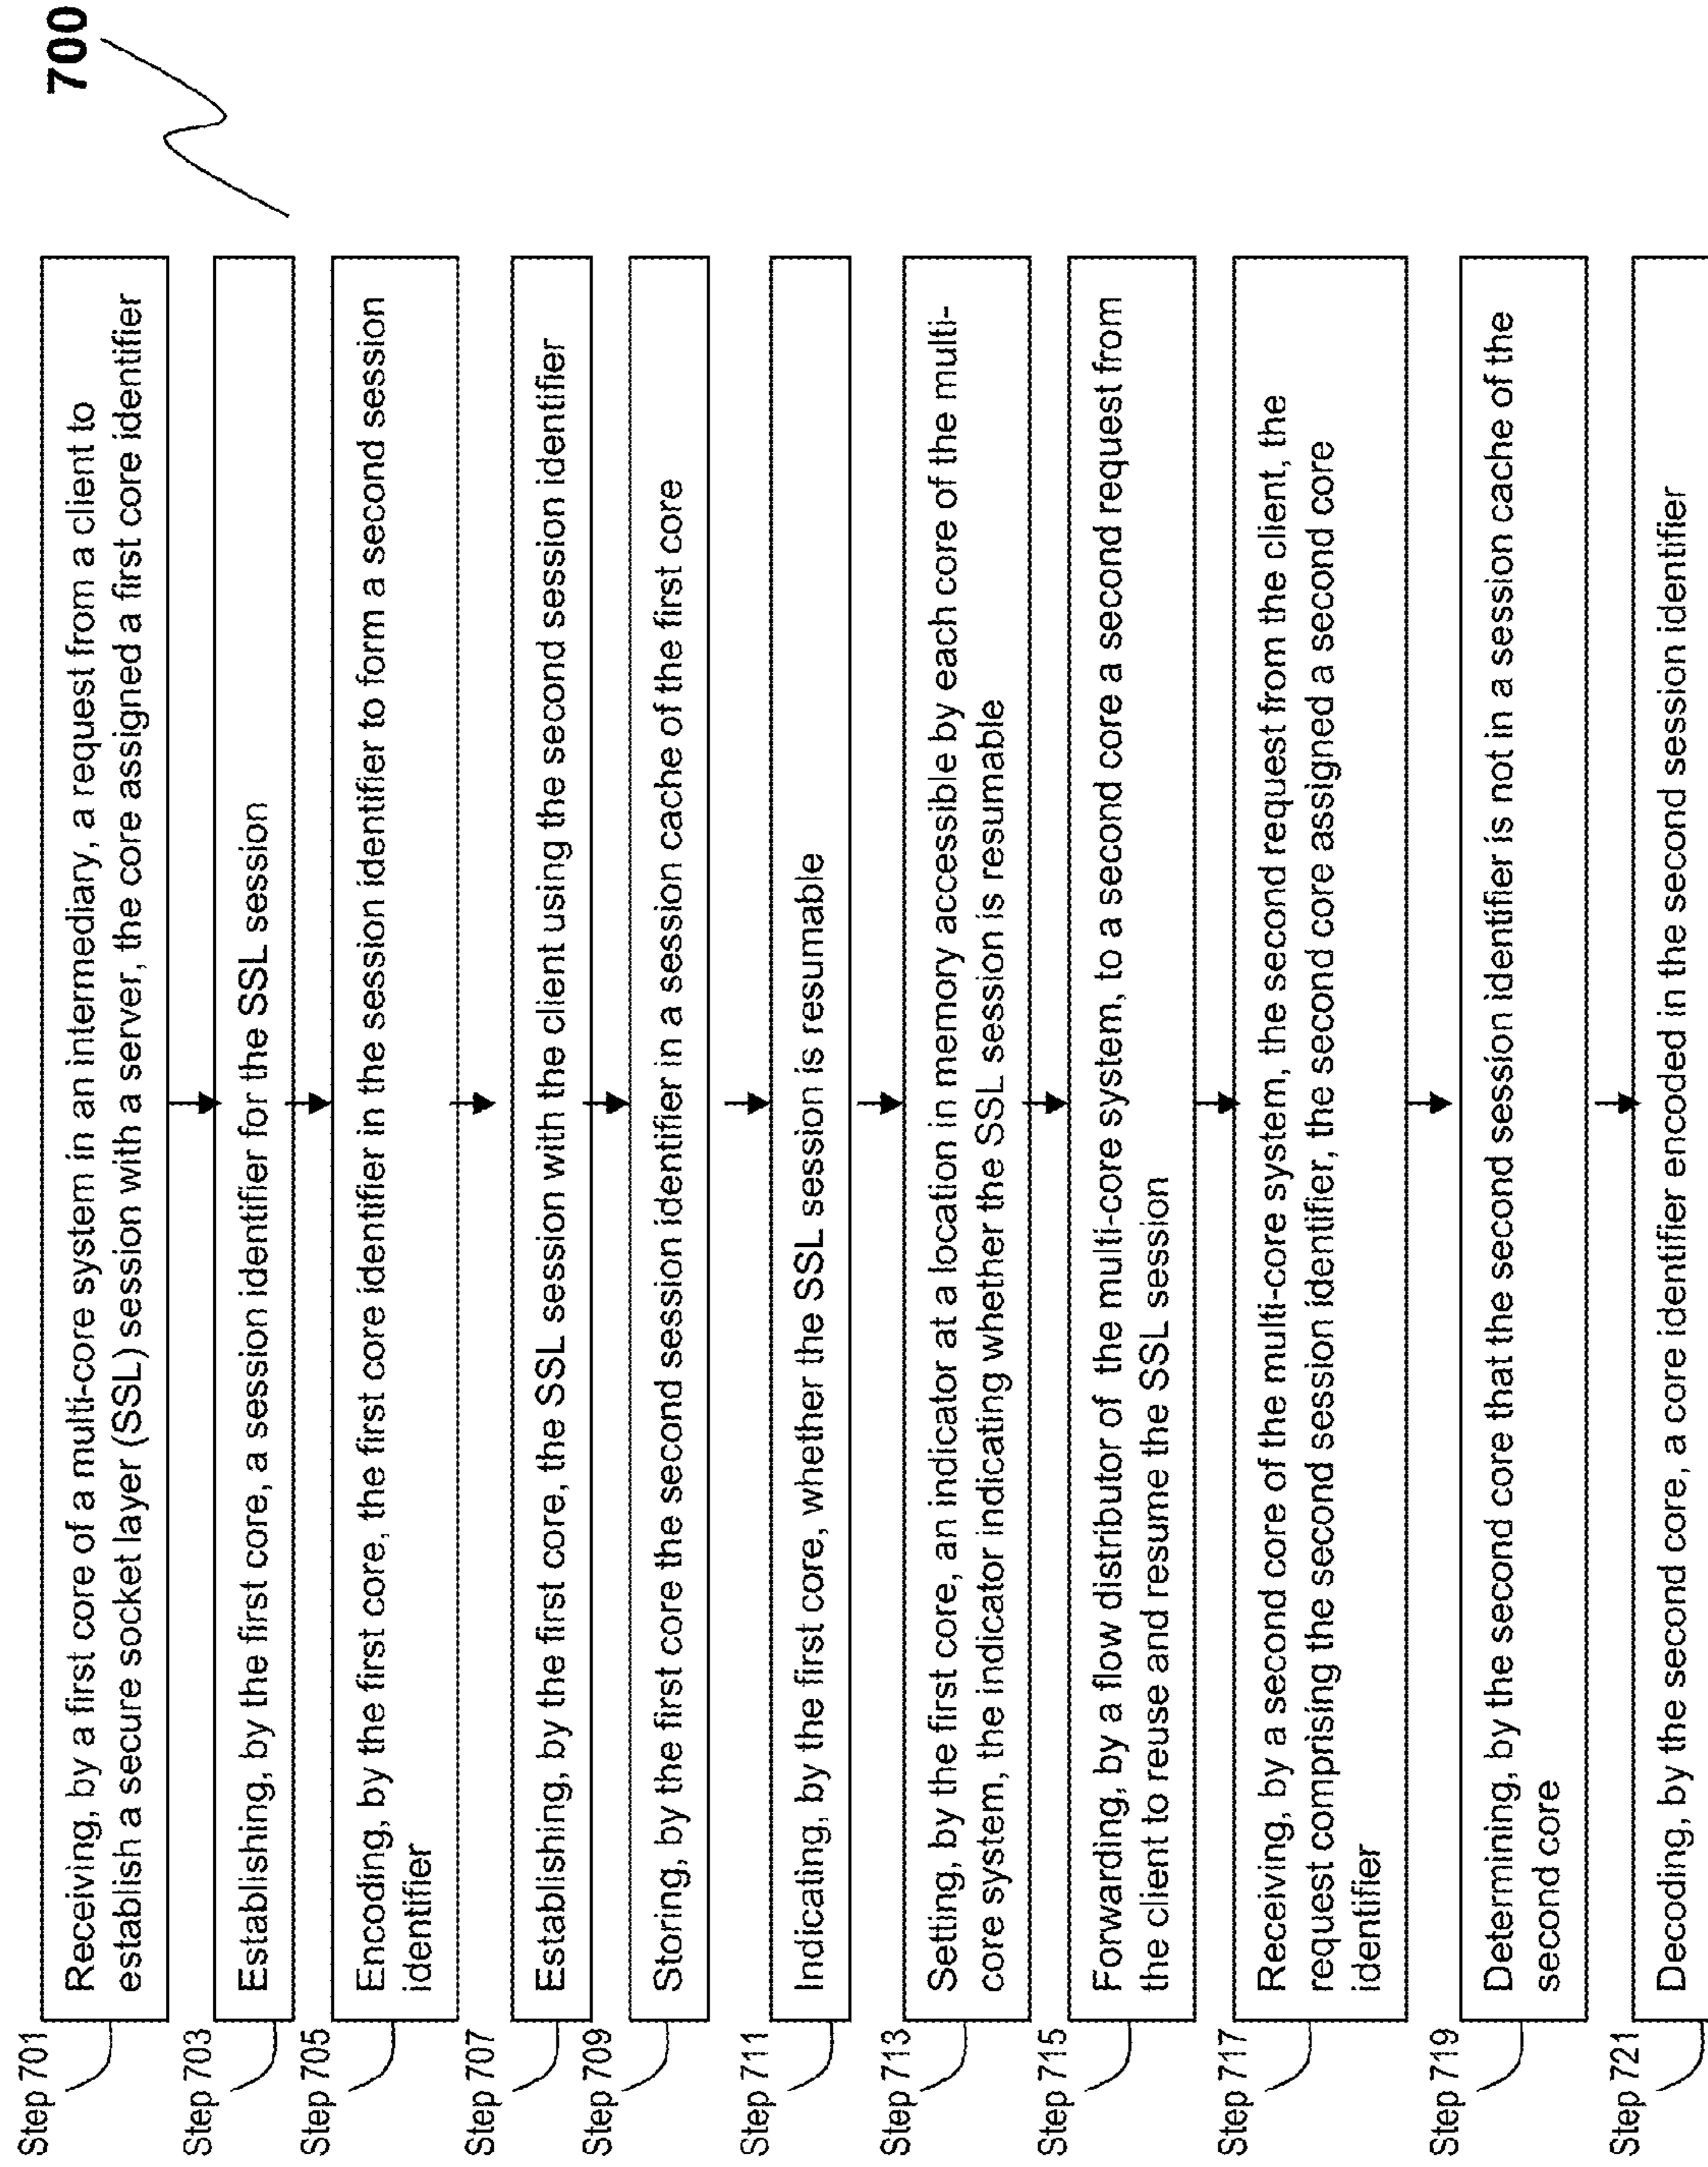 700
Step 701
Receiving, by a first core of a multi-core system in an intermediary, a request from a client to
establish a secure socket layer (SSL) session with a server, the core assigned a first core identifier
Step 703
Establishing, by the first core, a session identifier for the SSL session
Step 705
Encoding, by the first core, the first core identifier in the session identifier to form a second session
identifier
Step 707
Establishing, by the first core, the SSL session with the client using the second session identifier
Step 709
Storing, by the first core the second session identifier in a session cache of the first core
Step 711
Indicating, by the first core, whether the SSL session is resumable
Step 713
Setting, by the first core, an indicator at a location in memory accessible by each core of the multi-
core system, the indicator indicating whether the SSL session is resumable
Step 715
Forwarding, by a flow distributor of the multi-core system, to a second core a second request from
the client to reuse and resume the SSL session
Step 717
Receiving, by a second core of the multi-core system, the second request from the client, the
request comprising the second session identifier, the second core assigned a second core
identifier
Step 719
Determining, by the second core that the second session identifier is not in a session cache of the
second core
Step 721
Decoding, by the second core, a core identifier encoded in the second session identifier